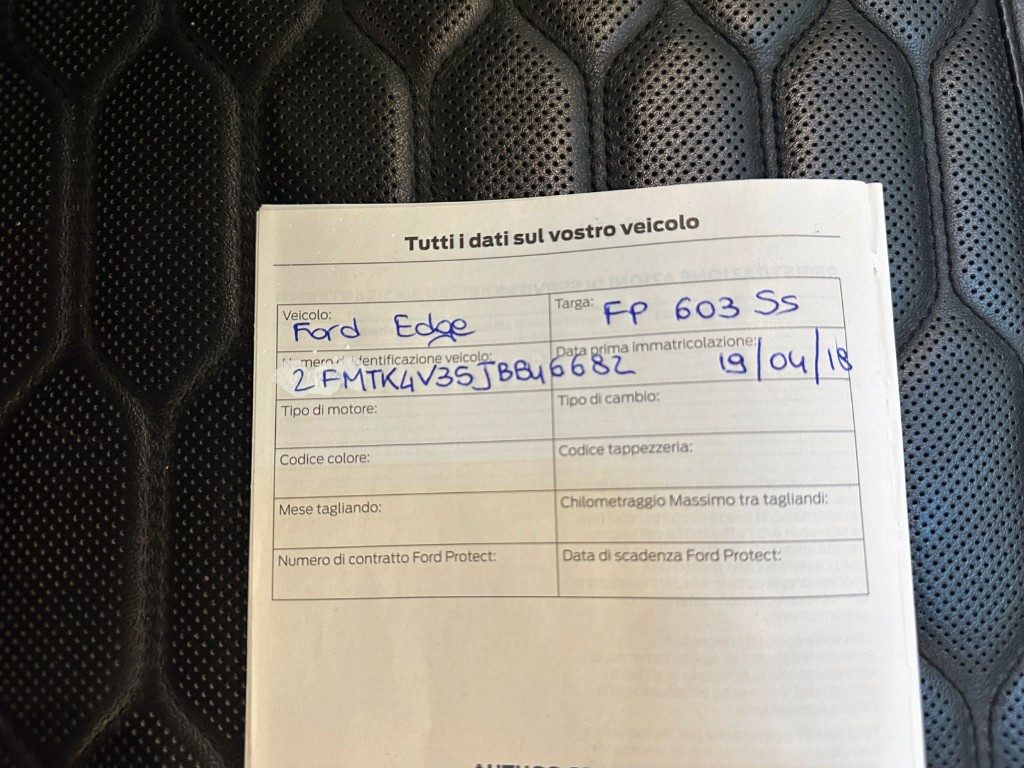 Tutti i dati sul vostro veicolo
Veicolo: Ford Edge
Targa: FP 603 SS
Numero di identificazione veicolo: 2FMTK4V35JBB46682
Data prima immatricolazione: 19/04/18
Tipo di motore:
Tipo di cambio:
Codice colore:
Codice tappezzeria:
Mese tagliando:
Chilometraggio Massimo tra tagliandi:
Numero di contratto Ford Protect:
Data di scadenza Ford Protect: